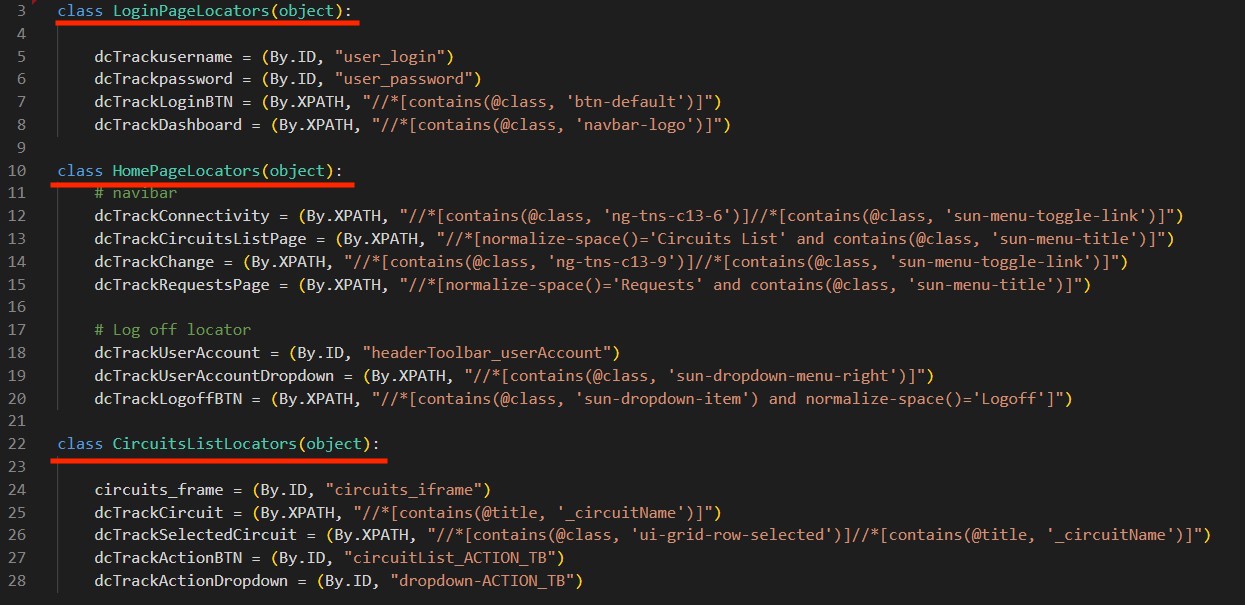 3 class LoginPageLocators(object):
4
5 dcTrackusername = (By.ID, "user_login")
6 dcTrackpassword = (By.ID, "user_password")
7 dcTrackLoginBTN = (By.XPATH, "//*[contains(@class, 'btn-default')]")
8 dcTrackDashboard = (By.XPATH, "//*[contains(@class, 'navbar-logo')]")
9
10 class HomePageLocators(object):
11 # navibar
12 dcTrackConnectivity = (By.XPATH, "//*[contains(@class, 'ng-tns-c13-6')]//*[contains(@class, 'sun-menu-toggle-link')]")
13 dcTrackCircuitsListPage = (By.XPATH, "//*[normalize-space()='Circuits List' and contains(@class, 'sun-menu-title')]")
14 dcTrackChange = (By.XPATH, "//*[contains(@class, 'ng-tns-c13-9')]//*[contains(@class, 'sun-menu-toggle-link')]")
15 dcTrackRequestsPage = (By.XPATH, "//*[normalize-space()='Requests' and contains(@class, 'sun-menu-title')]")
16
17 # Log off locator
18 dcTrackUserAccount = (By.ID, "headerToolbar_userAccount")
19 dcTrackUserAccountDropdown = (By.XPATH, "//*[contains(@class, 'sun-dropdown-menu-right')]")
20 dcTrackLogoffBTN = (By.XPATH, "//*[contains(@class, 'sun-dropdown-item') and normalize-space()='Logoff']")
21
22 class CircuitsListLocators(object):
23
24 circuits_frame = (By.ID, "circuits_iframe")
25 dcTrackCircuit = (By.XPATH, "//*[contains(@title, '_circuitName')]")
26 dcTrackSelectedCircuit = (By.XPATH, "//*[contains(@class, 'ui-grid-row-selected')]//*[contains(@title, '_circuitName')]")
27 dcTrackActionBTN = (By.ID, "circuitList_ACTION_TB")
28 dcTrackActionDropdown = (By.ID, "dropdown-ACTION_TB")